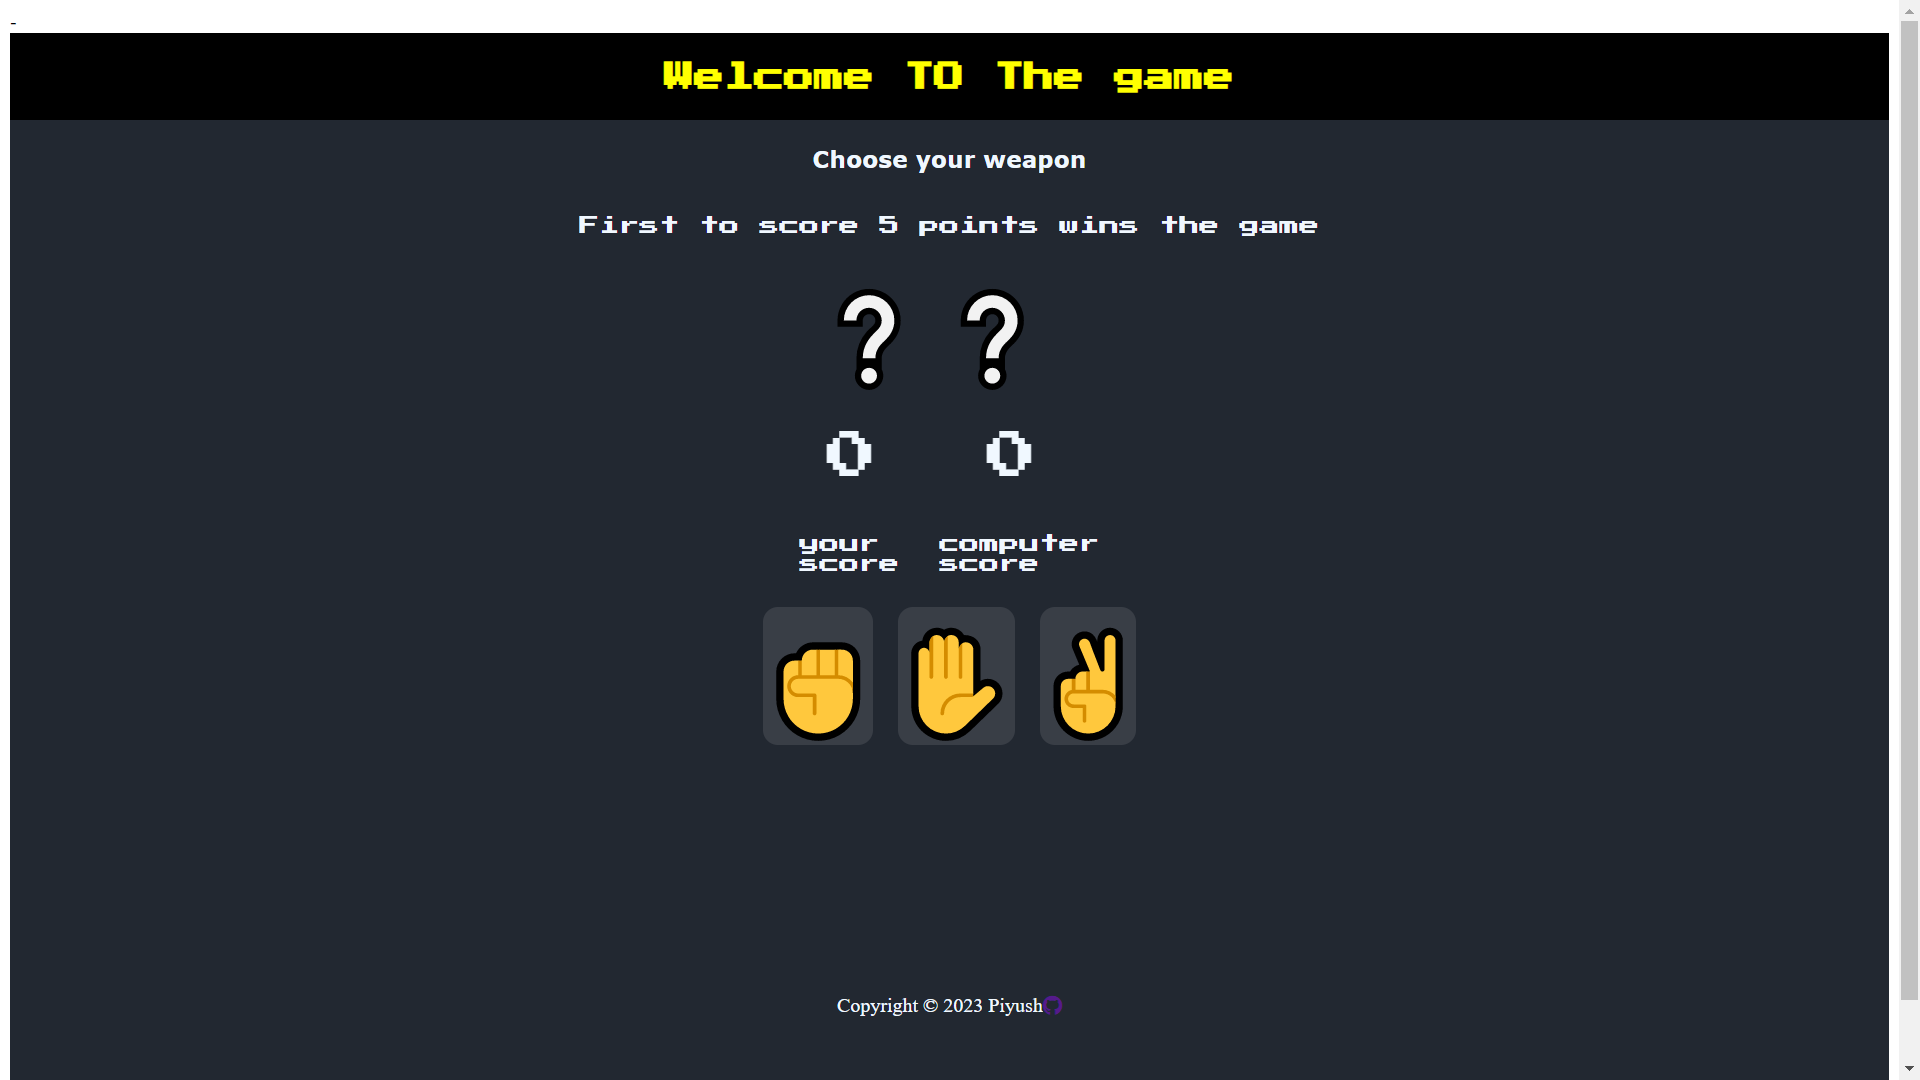 -
Welcome TO The game
Choose your weapon
First to score 5 points wins the game
? ?
0 0
your score
computer score
Copyright © 2023 Piyush